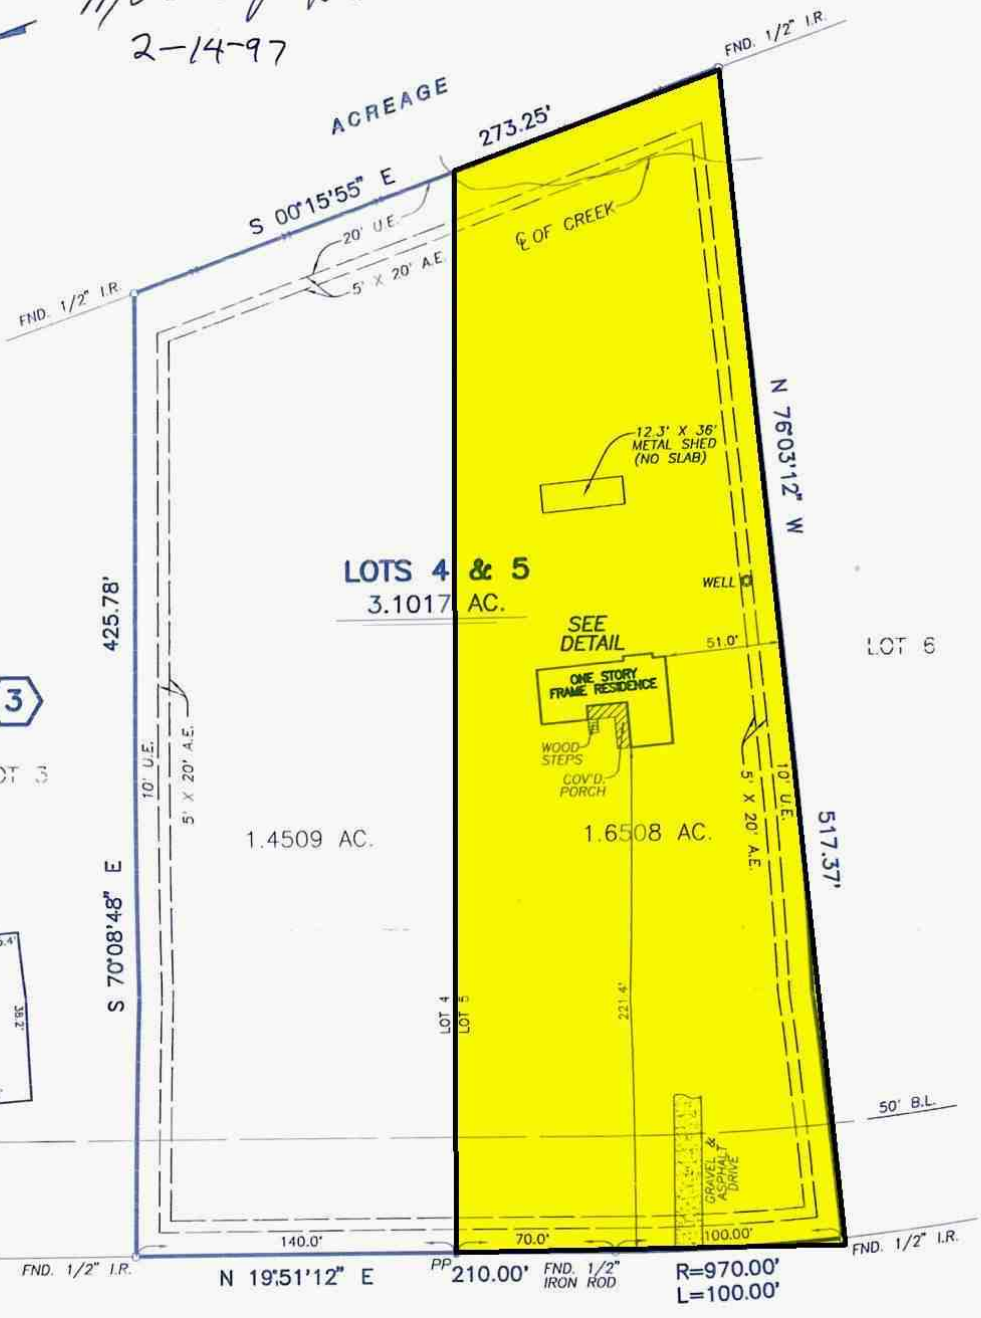 2-14-97
FND. 1/2" I.R.
ACREAGE
273.25'
S 00°15'55" E
20' U.E.
℄ OF CREEK
5' X 20' A.E.
FND. 1/2" I.R.
N 76°03'12" W
12.3' X 36'
METAL SHED
(NO SLAB)
LOTS 4 & 5
3.1017 AC.
WELL
425.78'
SEE
DETAIL
51.0'
LOT 6
ONE STORY
FRAME RESIDENCE
3
WOOD
STEPS
COV'D.
PORCH
10' U.E.
5' X 20' A.E.
OT 3
5' X 20' A.E.
10' U.E.
1.4509 AC.
1.6508 AC.
517.37'
S 70°08'48" E
38.2'
LOT 4
LOT 5
221.4'
50' B.L.
GRAVEL &
ASPHALT
DRIVE
140.0'
70.0'
100.00'
FND. 1/2" I.R.
FND. 1/2" I.R.
N 19°51'12" E
PP
210.00'
FND. 1/2"
IRON ROD
R=970.00'
L=100.00'